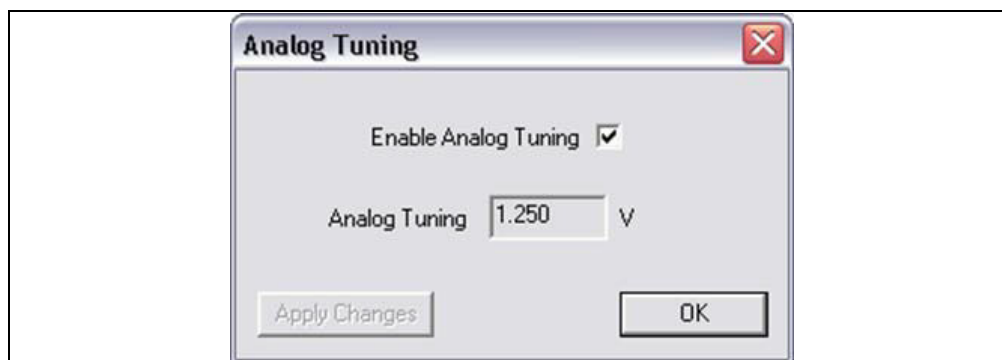 Analog Tuning
Enable Analog Tuning
Analog Tuning 1.250 V
Apply Changes OK